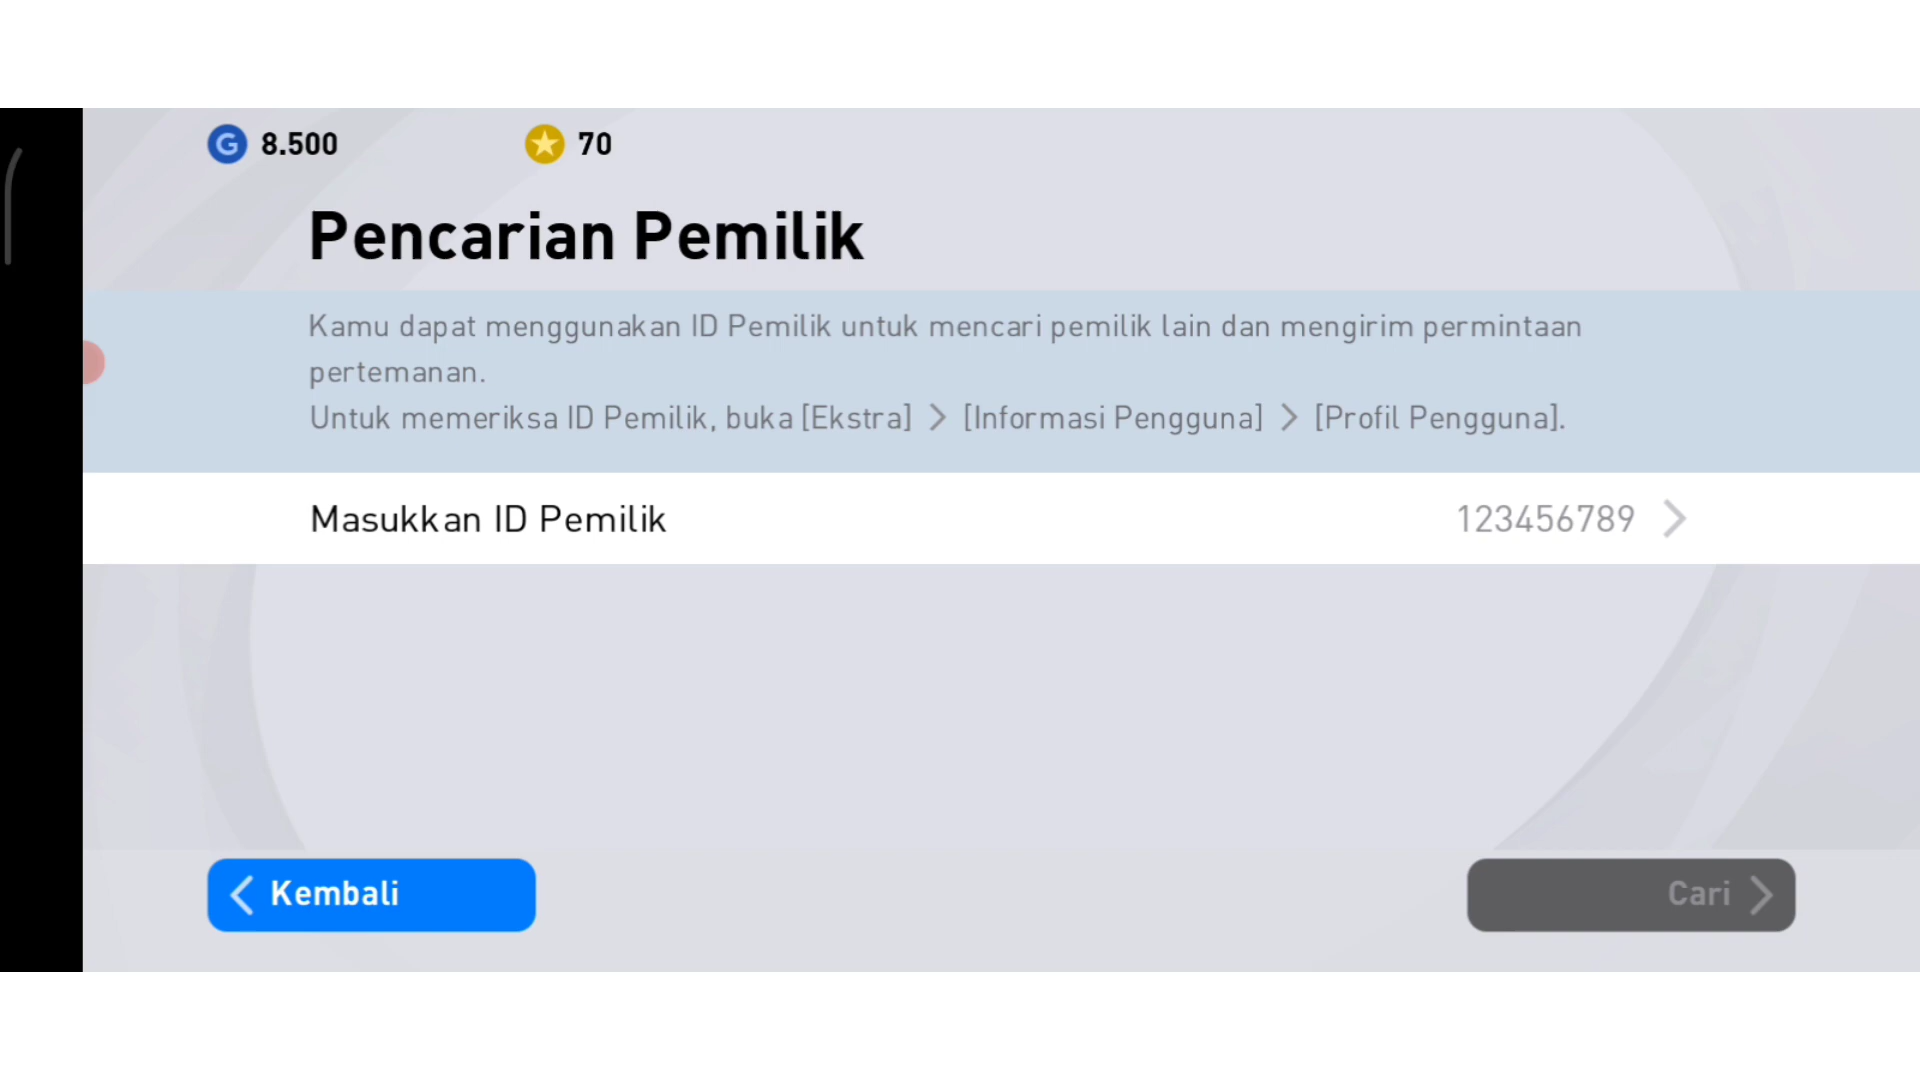 G 8.500 70
Pencarian Pemilik
Kamu dapat menggunakan ID Pemilik untuk mencari pemilik lain dan mengirim permintaan
pertemanan.
Untuk memeriksa ID Pemilik, buka [Ekstra] > [Informasi Pengguna] > [Profil Pengguna].
Masukkan ID Pemilik 123456789
Kembali Cari